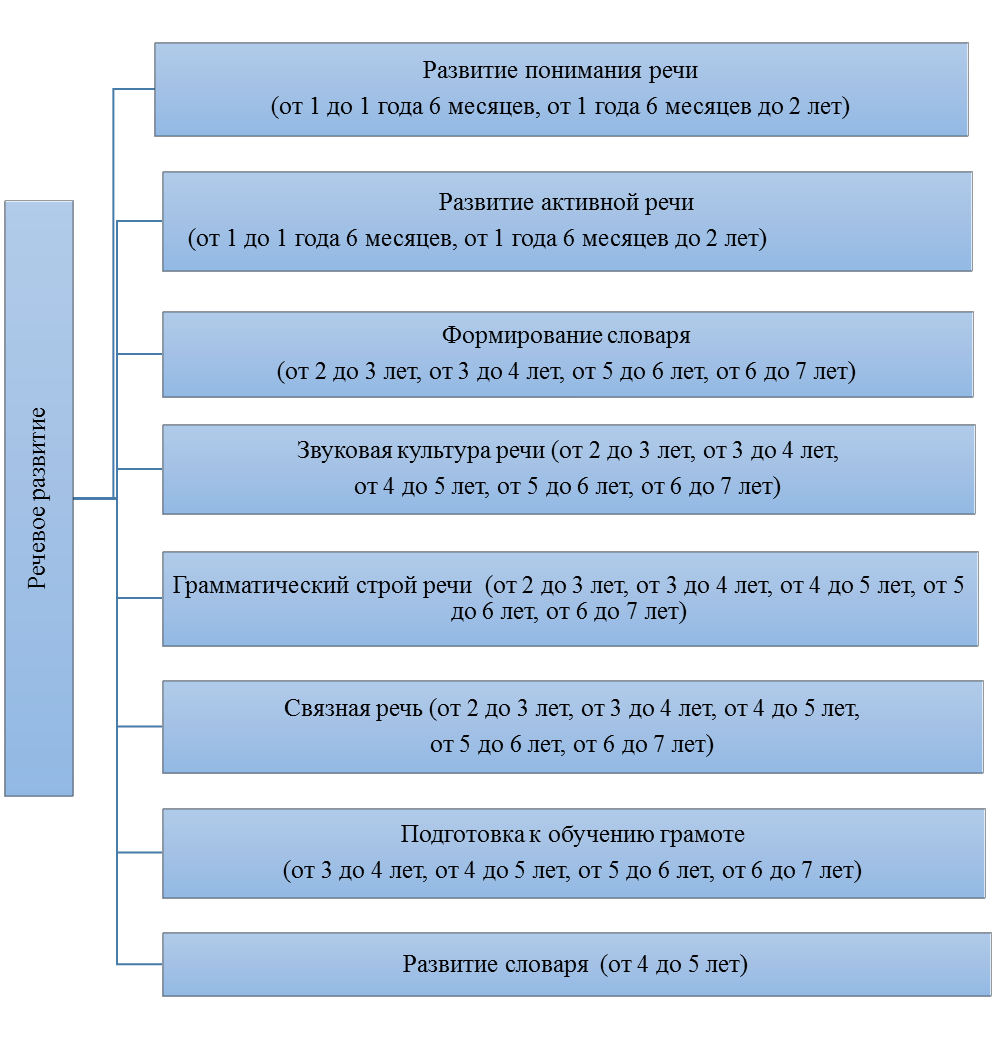 Речевое развитие
Развитие понимания речи
(от 1 до 1 года 6 месяцев, от 1 года 6 месяцев до 2 лет)
Развитие активной речи
(от 1 до 1 года 6 месяцев, от 1 года 6 месяцев до 2 лет)
Формирование словаря
(от 2 до 3 лет, от 3 до 4 лет, от 5 до 6 лет, от 6 до 7 лет)
Звуковая культура речи (от 2 до 3 лет, от 3 до 4 лет,
от 4 до 5 лет, от 5 до 6 лет, от 6 до 7 лет)
Грамматический строй речи (от 2 до 3 лет, от 3 до 4 лет, от 4 до 5 лет, от 5
до 6 лет, от 6 до 7 лет)
Связная речь (от 2 до 3 лет, от 3 до 4 лет, от 4 до 5 лет,
от 5 до 6 лет, от 6 до 7 лет)
Подготовка к обучению грамоте
(от 3 до 4 лет, от 4 до 5 лет, от 5 до 6 лет, от 6 до 7 лет)
Развитие словаря (от 4 до 5 лет)